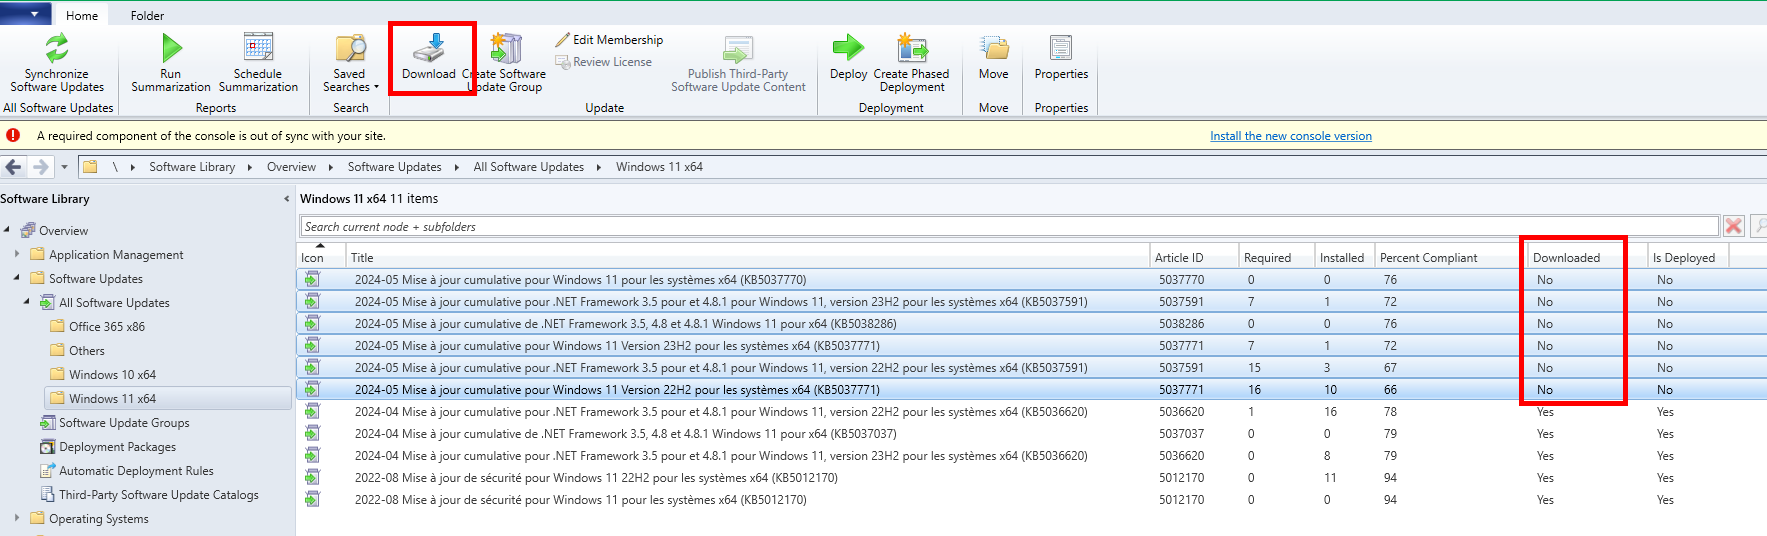 Home Folder
Synchronize Software Updates
Run Summarization
Schedule Summarization
Saved Searches
Download
Create Software Update Group
Edit Membership
Review License
Publish Third-Party Software Update Content
Deploy
Create Phased Deployment
Move
Properties
All Software Updates Reports Search Update Deployment Move Properties
A required component of the console is out of sync with your site. Install the new console version
\ Software Library Overview Software Updates All Software Updates Windows 11 x64
Software Library
Overview
Application Management
Software Updates
All Software Updates
Office 365 x86
Others
Windows 10 x64
Windows 11 x64
Software Update Groups
Deployment Packages
Automatic Deployment Rules
Third-Party Software Update Catalogs
Operating Systems
Windows 11 x64 11 items
Search current node + subfolders
Icon Title Article ID Required Installed Percent Compliant Downloaded Is Deployed
2024-05 Mise à jour cumulative pour Windows 11 pour les systèmes x64 (KB5037770) 5037770 0 0 76 No No
2024-05 Mise à jour cumulative pour .NET Framework 3.5 pour et 4.8.1 pour Windows 11, version 23H2 pour les systèmes x64 (KB5037591) 5037591 7 1 72 No No
2024-05 Mise à jour cumulative de .NET Framework 3.5, 4.8 et 4.8.1 Windows 11 pour x64 (KB5038286) 5038286 0 0 76 No No
2024-05 Mise à jour cumulative pour Windows 11 Version 23H2 pour les systèmes x64 (KB5037771) 5037771 7 1 72 No No
2024-05 Mise à jour cumulative pour .NET Framework 3.5 pour et 4.8.1 pour Windows 11, version 22H2 pour les systèmes x64 (KB5037591) 5037591 15 3 67 No No
2024-05 Mise à jour cumulative pour Windows 11 Version 22H2 pour les systèmes x64 (KB5037771) 5037771 16 10 66 No No
2024-04 Mise à jour cumulative pour .NET Framework 3.5 pour et 4.8.1 pour Windows 11, version 22H2 pour les systèmes x64 (KB5036620) 5036620 1 16 78 Yes Yes
2024-04 Mise à jour cumulative de .NET Framework 3.5, 4.8 et 4.8.1 Windows 11 pour x64 (KB5037037) 5037037 0 0 79 Yes Yes
2024-04 Mise à jour cumulative pour .NET Framework 3.5 pour et 4.8.1 pour Windows 11, version 23H2 pour les systèmes x64 (KB5036620) 5036620 0 8 79 Yes Yes
2022-08 Mise à jour de sécurité pour Windows 11 22H2 pour les systèmes x64 (KB5012170) 5012170 0 11 94 Yes Yes
2022-08 Mise à jour de sécurité pour Windows 11 pour les systèmes x64 (KB5012170) 5012170 0 0 94 Yes Yes